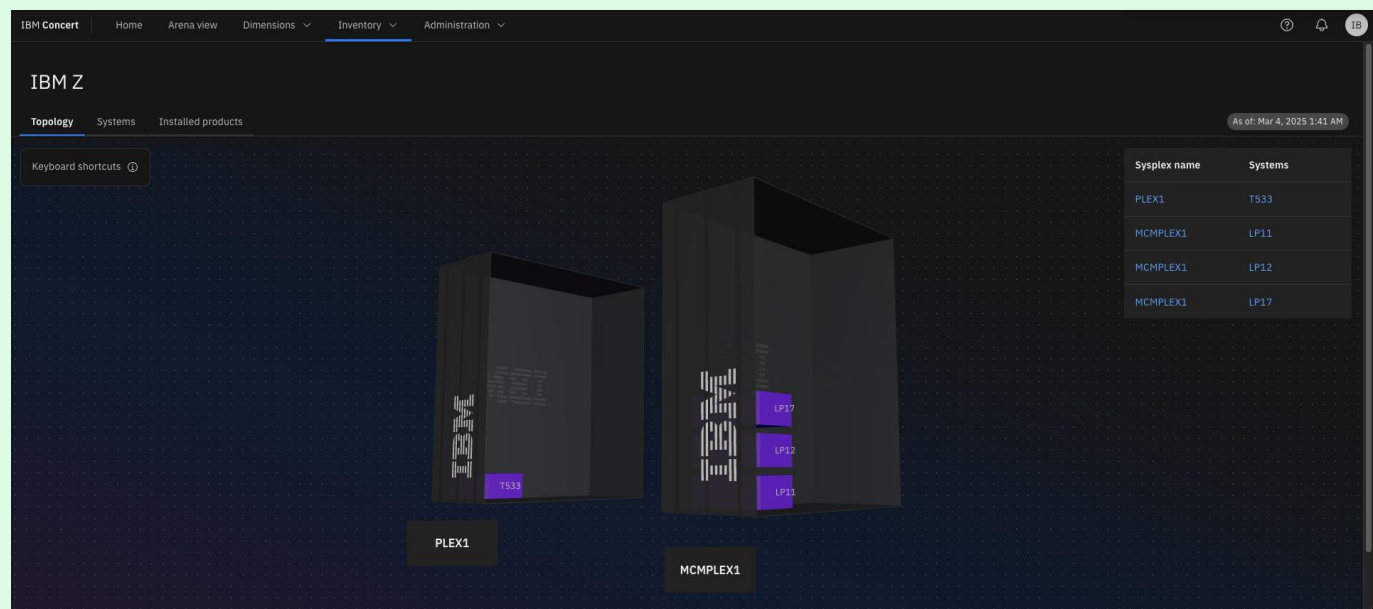 IBM Concert Home Arena view Dimensions Inventory Administration IB
IBM Z
Topology Systems Installed products As of: Mar 4, 2025 1:41 AM
Keyboard shortcuts
Sysplex name Systems
PLEX1 T533
MCMPLEX1 LP11
MCMPLEX1 LP12
MCMPLEX1 LP17
IBM
T533
PLEX1
IBM
LP17
LP12
LP11
MCMPLEX1